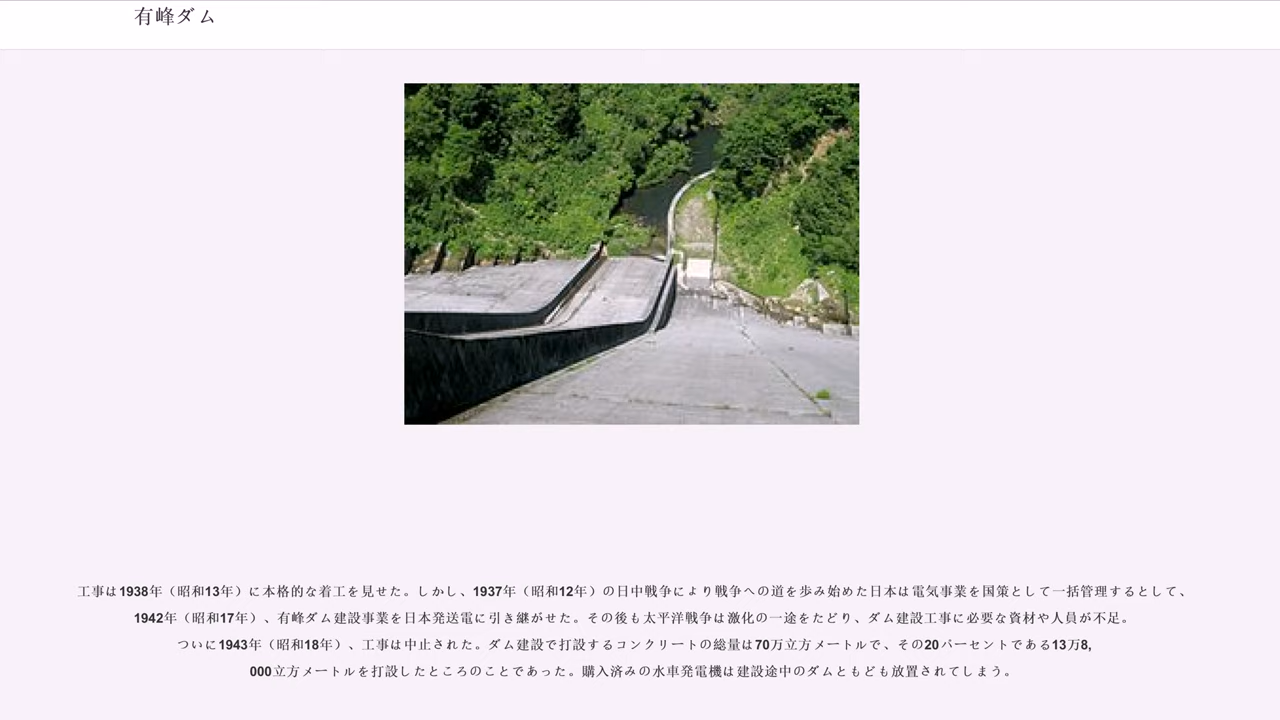 有峰ダム
工事は1938年（昭和13年）に本格的な着工を見せた。しかし、1937年（昭和12年）の日中戦争により戦争への道を歩み始めた日本は電気事業を国策として一括管理するとして、
1942年（昭和17年）、有峰ダム建設事業を日本発送電に引き継がせた。その後も太平洋戦争は激化の一途をたどり、ダム建設工事に必要な資材や人員が不足。
ついに1943年（昭和18年）、工事は中止された。ダム建設で打設するコンクリートの総量は70万立方メートルで、その20パーセントである13万8,
000立方メートルを打設したところのことであった。購入済みの水車発電機は建設途中のダムともども放置されてしまう。